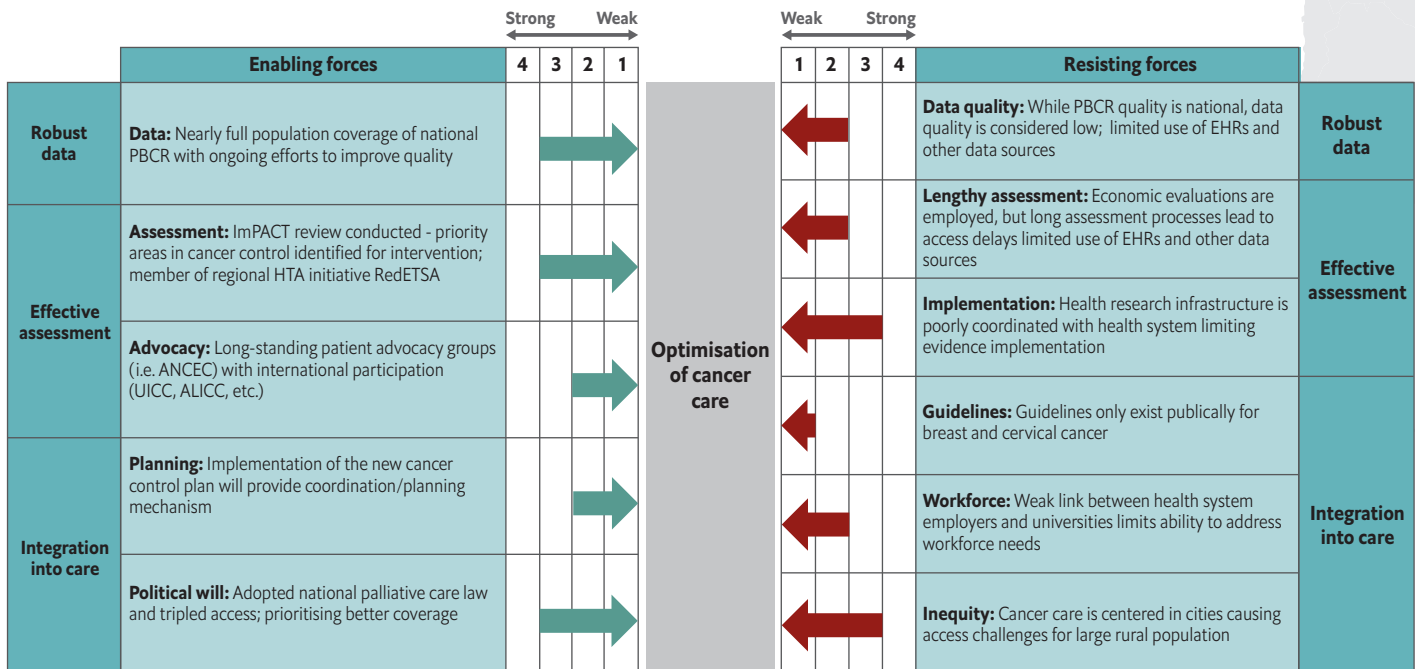 Strong Weak
Weak Strong
Enabling forces
4 3 2 1
1 2 3 4
Resisting forces
Robust
data
Data: Nearly full population coverage of national
PBCR with ongoing efforts to improve quality
Effective
assessment
Assessment: ImPACT review conducted - priority
areas in cancer control identified for intervention;
member of regional HTA initiative RedETSA
Advocacy: Long-standing patient advocacy groups
(i.e. ANCEC) with international participation
(UICC, ALICC, etc.)
Integration
into care
Planning: Implementation of the new cancer
control plan will provide coordination/planning
mechanism
Political will: Adopted national palliative care law
and tripled access; prioritising better coverage
Optimisation
of cancer
care
Data quality: While PBCR quality is national, data
quality is considered low; limited use of EHRs and
other data sources
Robust
data
Lengthy assessment: Economic evaluations are
employed, but long assessment processes lead to
access delays limited use of EHRs and other data
sources
Implementation: Health research infrastructure is
poorly coordinated with health system limiting
evidence implementation
Effective
assessment
Guidelines: Guidelines only exist publically for
breast and cervical cancer
Workforce: Weak link between health system
employers and universities limits ability to address
workforce needs
Inequity: Cancer care is centered in cities causing
access challenges for large rural population
Integration
into care